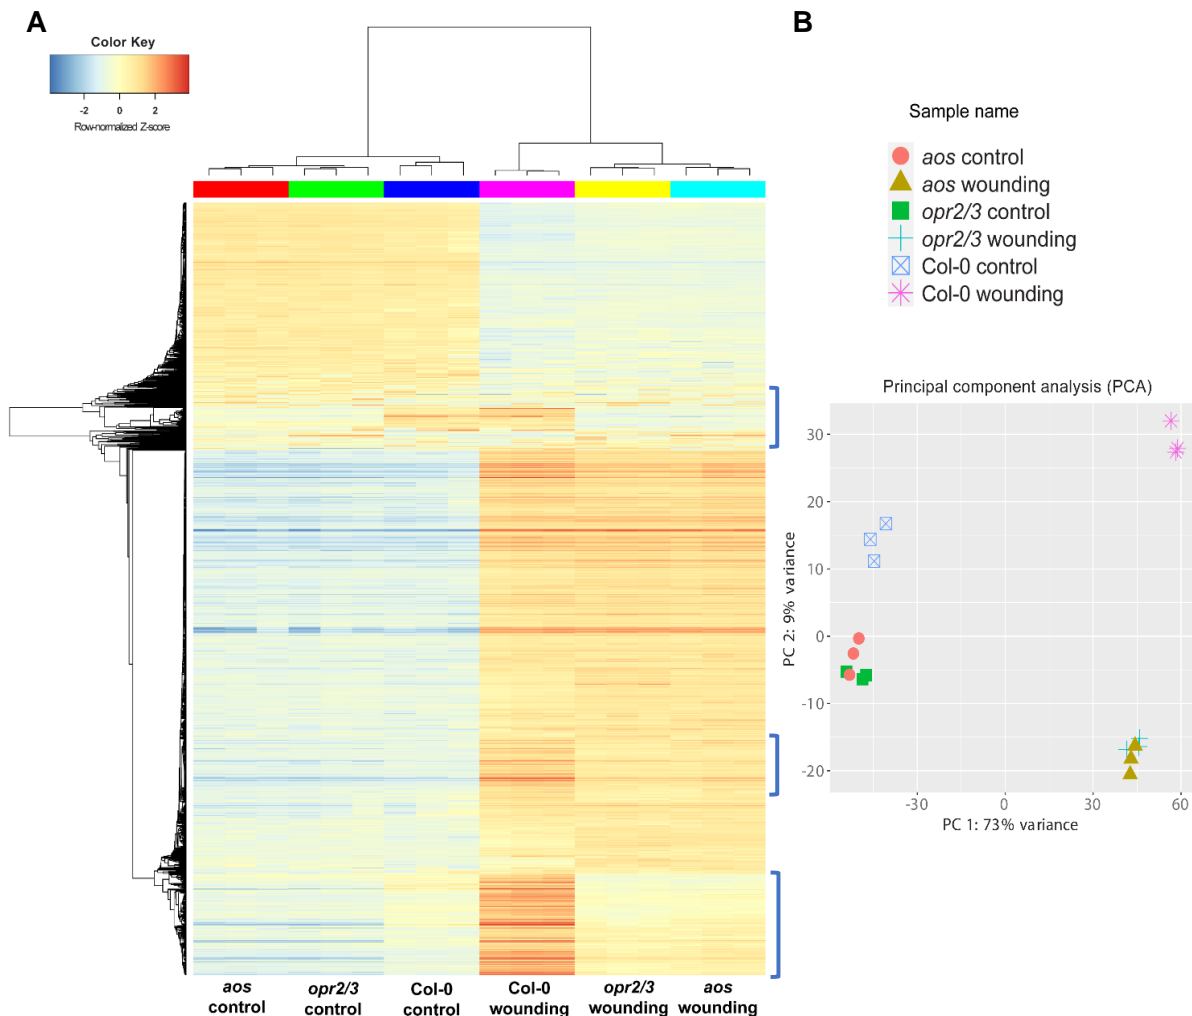 A
B
Color Key
-2 0 2
Row-normalized Z-score
Sample name
aos control
aos wounding
opr2/3 control
opr2/3 wounding
Col-0 control
Col-0 wounding
Principal component analysis (PCA)
30
20
10
0
-10
-20
PC 2: 9% variance
-30 0 30 60
PC 1: 73% variance
aos control
opr2/3 control
Col-0 control
Col-0 wounding
opr2/3 wounding
aos wounding